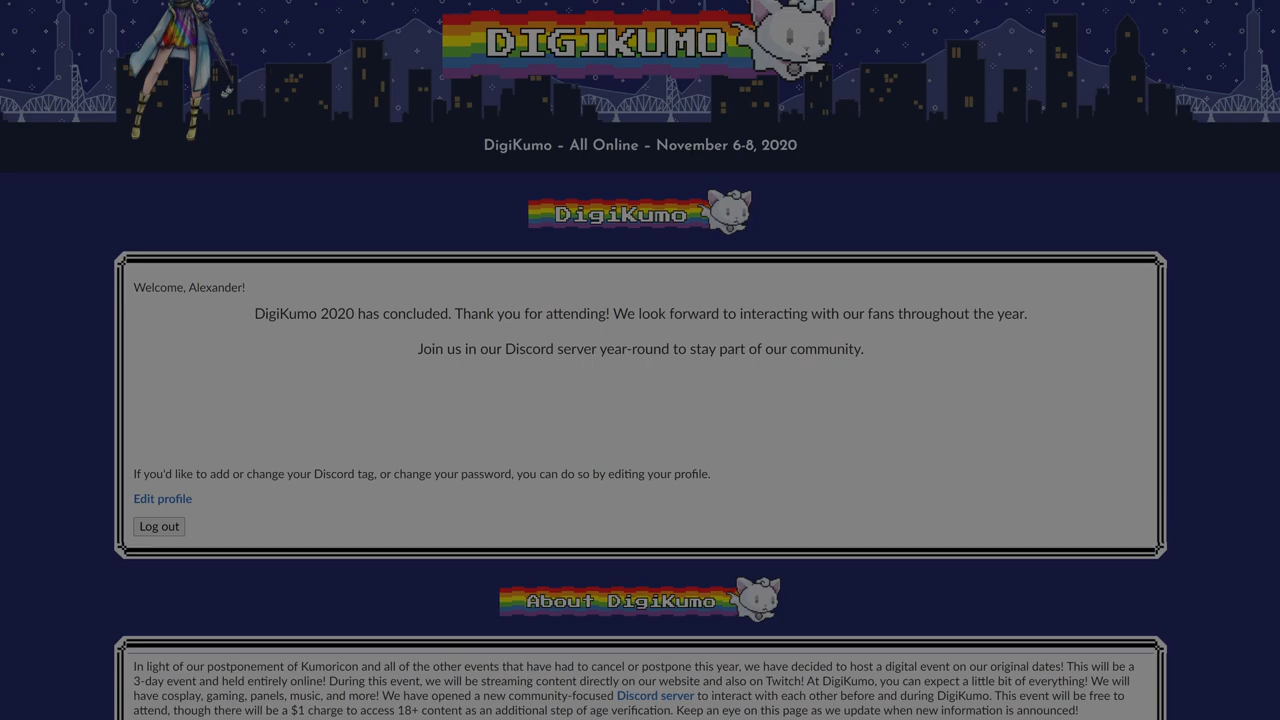 DIGIKUMO
DigiKumo – All Online – November 6-8, 2020
DigiKumo
Welcome, Alexander!
DigiKumo 2020 has concluded. Thank you for attending! We look forward to interacting with our fans throughout the year.
Join us in our Discord server year-round to stay part of our community.
If you'd like to add or change your Discord tag, or change your password, you can do so by editing your profile.
Edit profile
Log out
About DigiKumo
In light of our postponement of Kumoricon and all of the other events that have had to cancel or postpone this year, we have decided to host a digital event on our original dates! This will be a
3-day event and held entirely online! During this event, we will be streaming content directly on our website and also on Twitch! At DigiKumo, you can expect a little bit of everything! We will
have cosplay, gaming, panels, music, and more! We have opened a new community-focused Discord server to interact with each other before and during DigiKumo. This event will be free to
attend, though there will be a $1 charge to access 18+ content as an additional step of age verification. Keep an eye on this page as we update when new information is announced!